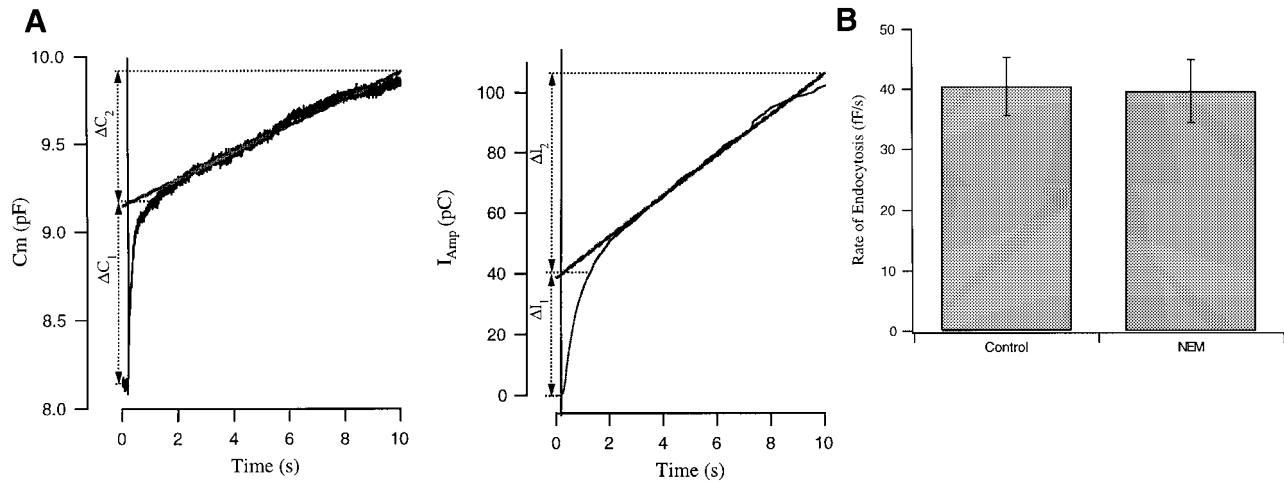 A
10.0
9.5
9.0
8.5
8.0
Cm (pF)
ΔC2
ΔC1
0 2 4 6 8 10
Time (s)
100
80
60
40
20
0
I Amp (pC)
ΔI2
ΔI1
0 2 4 6 8 10
Time (s)
B
50
40
30
20
10
0
Rate of Endocytosis (fF/s)
Control NEM